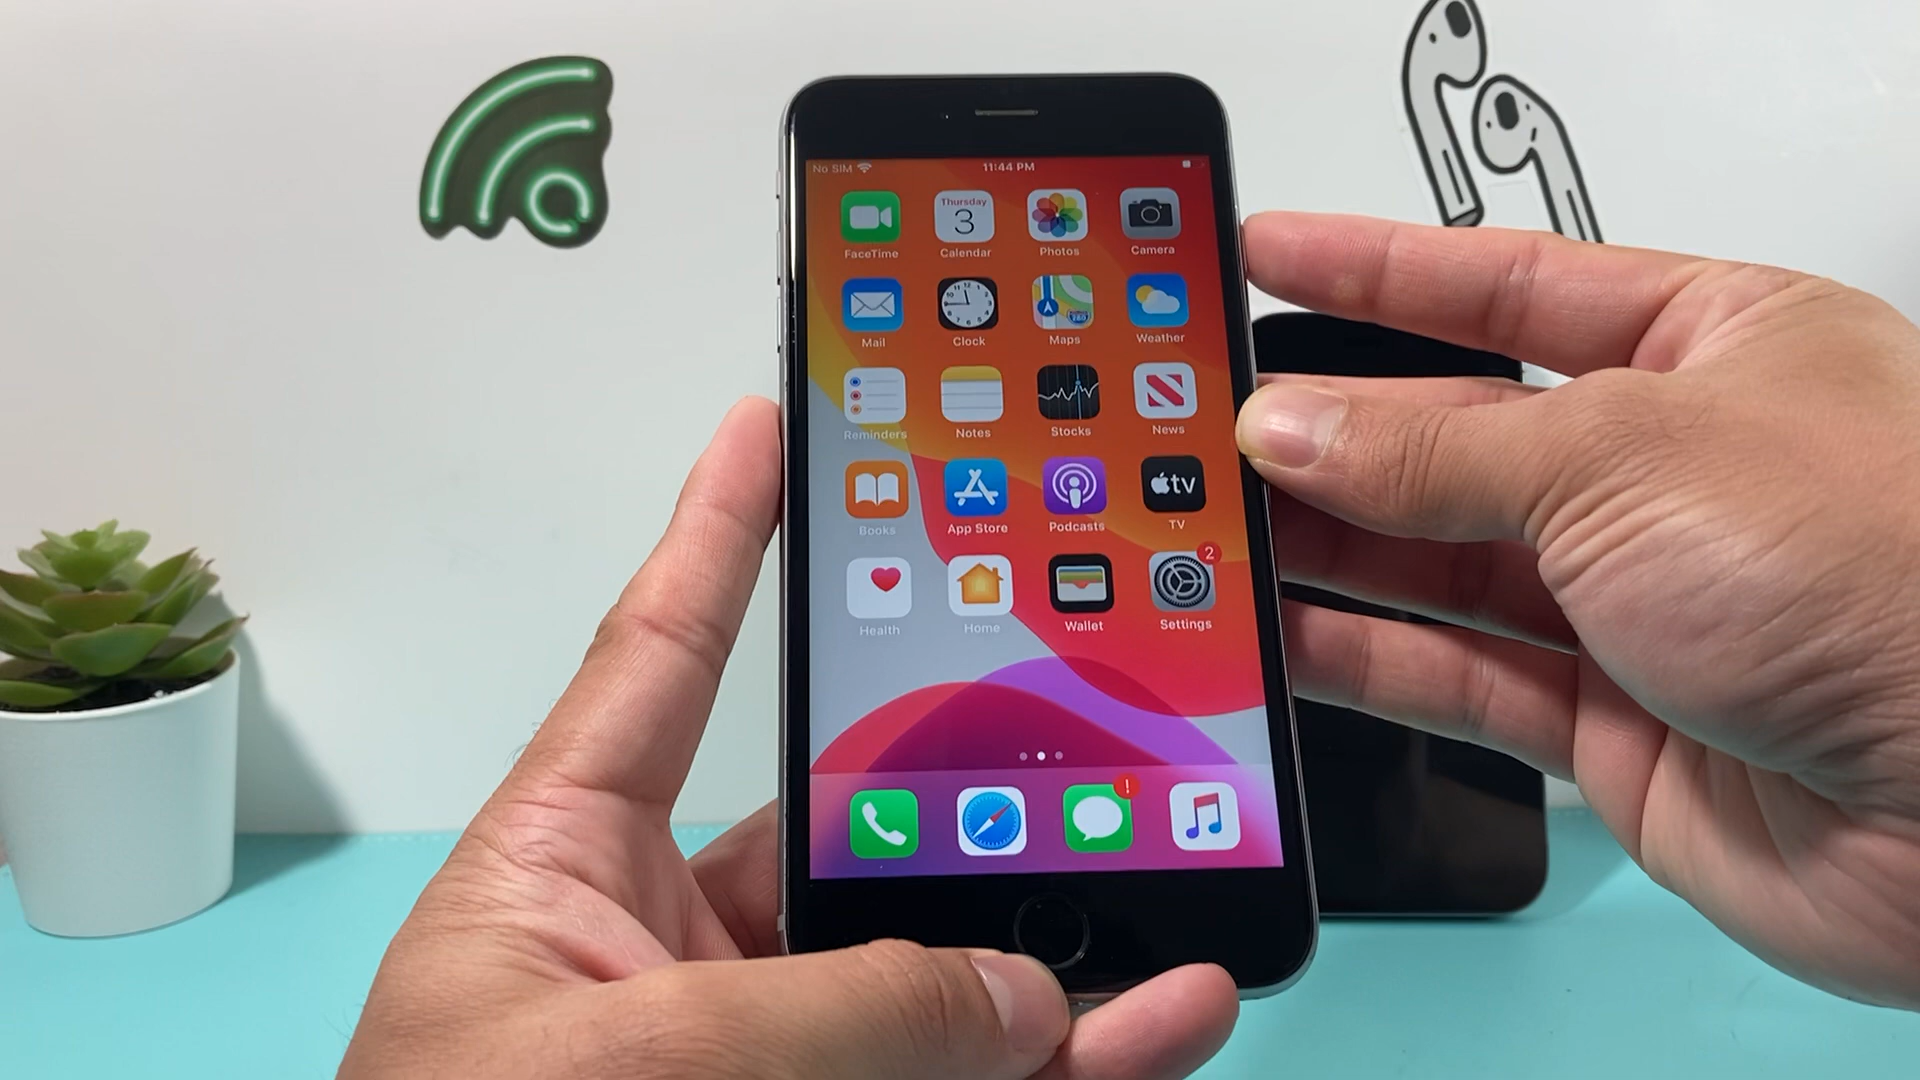 No SIM 11:44 PM
Thursday
3
FaceTime Calendar Photos Camera
Mail Clock Maps Weather
Reminders Notes Stocks News
tv
Books App Store Podcasts TV
2
Health Home Wallet Settings
!